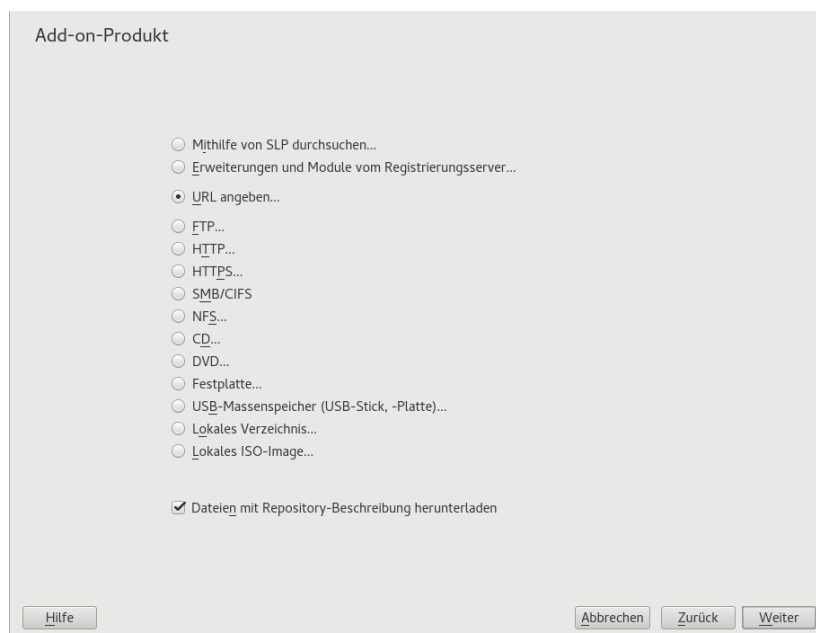 Add-on-Produkt
Mithilfe von SLP durchsuchen...
Erweiterungen und Module vom Registrierungsserver...
URL angeben...
FTP...
HTTP...
HTTPS...
SMB/CIFS
NFS...
CD...
DVD...
Festplatte...
USB-Massenspeicher (USB-Stick, -Platte)...
Lokales Verzeichnis...
Lokales ISO-Image...
Dateien mit Repository-Beschreibung herunterladen
Hilfe Abbrechen Zurück Weiter